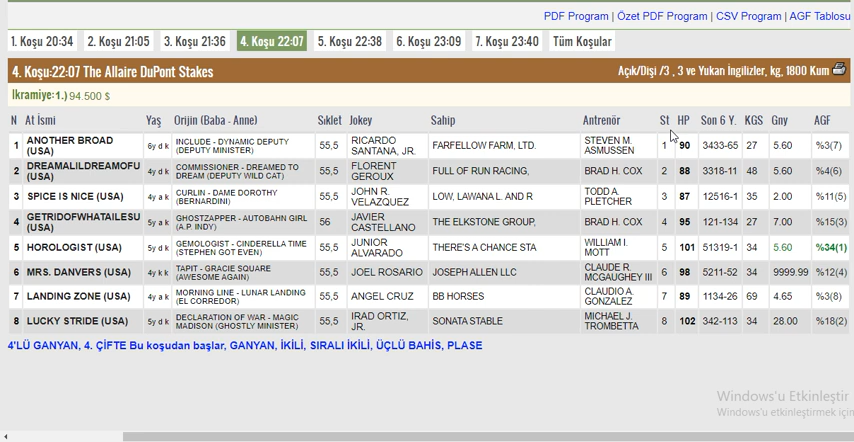 PDF Program | Özet PDF Program | CSV Program | AGF Tablosu
1. Koşu 20:34 2. Koşu 21:05 3. Koşu 21:36 4. Koşu 22:07 5. Koşu 22:38 6. Koşu 23:09 7. Koşu 23:40 Tüm Koşular
4. Koşu:22:07 The Allaire DuPont Stakes Açık/Dişi /3 , 3 ve Yukarı İngilizler, kg, 1800 Kum
Ikramiye:1.) 94.500 $
N At İsmi Yaş Orijin (Baba - Anne) Sıklet Jokey Sahip Antrenör St HP Son 6 Y. KGS Gny AGF
1 ANOTHER BROAD (USA) 6y d k INCLUDE - DYNAMIC DEPUTY (DEPUTY MINISTER) 55,5 RICARDO SANTANA, JR. FARFELLOW FARM, LTD. STEVEN M. ASMUSSEN 1 90 3433-65 27 5.60 %3(7)
2 DREAMALILDREAMOFU (USA) 4y d k COMMISSIONER - DREAMED TO DREAM (DEPUTY WILD CAT) 55,5 FLORENT GEROUX FULL OF RUN RACING, BRAD H. COX 2 88 3318-11 48 5.60 %4(6)
3 SPICE IS NICE (USA) 4y a k CURLIN - DAME DOROTHY (BERNARDINI) 55,5 JOHN R. VELAZQUEZ LOW, LAWANA L. AND R TODD A. PLETCHER 3 87 12516-1 35 2.00 %11(5)
4 GETRIDOFWHATAILESU (USA) 5y a k GHOSTZAPPER - AUTOBAHN GIRL (A.P. INDY) 56 JAVIER CASTELLANO THE ELKSTONE GROUP, BRAD H. COX 4 95 121-134 27 7.00 %15(3)
5 HOROLOGIST (USA) 5y d k GEMOLOGIST - CINDERELLA TIME (STEPHEN GOT EVEN) 55,5 JUNIOR ALVARADO THERE'S A CHANCE STA WILLIAM I. MOTT 5 101 51319-1 34 5.60 %34(1)
6 MRS. DANVERS (USA) 4y k k TAPIT - GRACIE SQUARE (AWESOME AGAIN) 55,5 JOEL ROSARIO JOSEPH ALLEN LLC CLAUDE R. MCGAUGHEY III 6 98 5211-52 34 9999.99 %12(4)
7 LANDING ZONE (USA) 4y a k MORNING LINE - LUNAR LANDING (EL CORREDOR) 55,5 ANGEL CRUZ BB HORSES CLAUDIO A. GONZALEZ 7 89 1134-26 69 4.65 %3(8)
8 LUCKY STRIDE (USA) 5y d k DECLARATION OF WAR - MAGIC MADISON (GHOSTLY MINISTER) 55,5 IRAD ORTIZ, JR. SONATA STABLE MICHAEL J. TROMBETTA 8 102 342-113 34 28.00 %18(2)
4'LÜ GANYAN, 4. ÇİFTE Bu koşudan başlar, GANYAN, İKİLİ, SIRALI İKİLİ, ÜÇLÜ BAHİS, PLASE
Windows'u Etkinleştir
Windows'u etkinleştirmek için